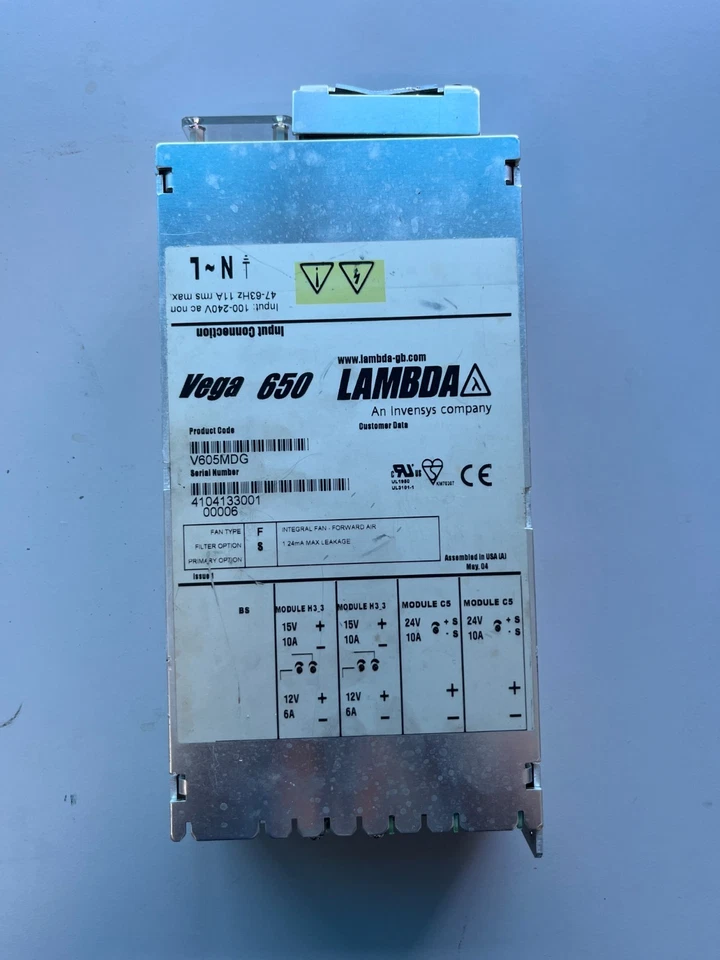 L~N
Input: 100-240V ac non
47-63Hz 11A rms max.
Input Connection
www.lambda-gb.com
Vega 650 LAMBDA λ
An Invensys company
Product Code Customer Data
V605MDG
Serial Number
4104133001
00006
UL1950
UL3101-1
KM76397
CE
FAN TYPE F INTEGRAL FAN - FORWARD AIR
FILTER OPTION S 1.24mA MAX LEAKAGE
PRIMARY OPTION
Assembled in USA (A)
Issue 1 May. 04
BS MODULE H3_3 MODULE H3_3 MODULE C5 MODULE C5
15V + 15V + 24V + S 24V + S
10A - 10A - 10A - S 10A - S
12V + 12V + + +
6A - 6A - - -